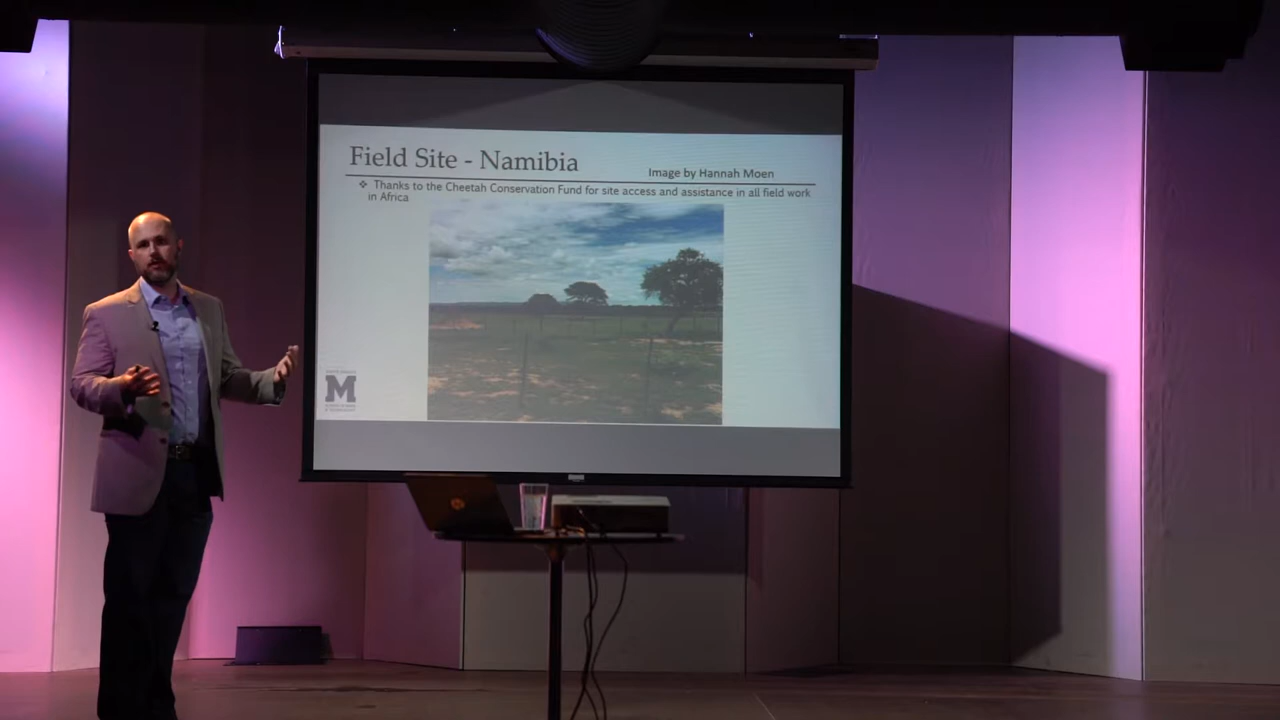 Field Site - Namibia
Image by Hannah Moen
❖ Thanks to the Cheetah Conservation Fund for site access and assistance in all field work
in Africa
M